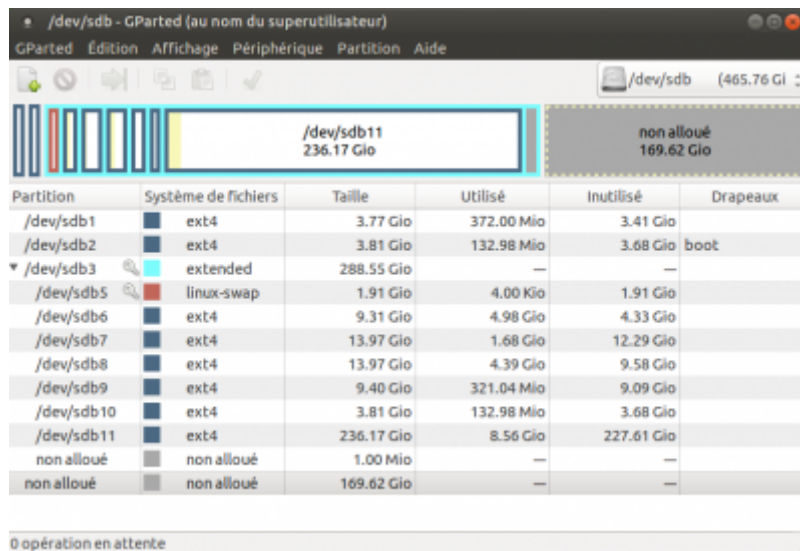 /dev/sdb - GParted (au nom du superutilisateur)
GParted Édition Affichage Périphérique Partition Aide
/dev/sdb (465.76 Gi
/dev/sdb11
236.17 Gio
non alloué
169.62 Gio
Partition Système de fichiers Taille Utilisé Inutilisé Drapeaux
/dev/sdb1 ext4 3.77 Gio 372.00 Mio 3.41 Gio
/dev/sdb2 ext4 3.81 Gio 132.98 Mio 3.68 Gio boot
/dev/sdb3 extended 288.55 Gio — —
/dev/sdb5 linux-swap 1.91 Gio 4.00 Kio 1.91 Gio
/dev/sdb6 ext4 9.31 Gio 4.98 Gio 4.33 Gio
/dev/sdb7 ext4 13.97 Gio 1.68 Gio 12.29 Gio
/dev/sdb8 ext4 13.97 Gio 4.39 Gio 9.58 Gio
/dev/sdb9 ext4 9.40 Gio 321.04 Mio 9.09 Gio
/dev/sdb10 ext4 3.81 Gio 132.98 Mio 3.68 Gio
/dev/sdb11 ext4 236.17 Gio 8.56 Gio 227.61 Gio
non alloué non alloué 1.00 Mio — —
non alloué non alloué 169.62 Gio — —
0 opération en attente